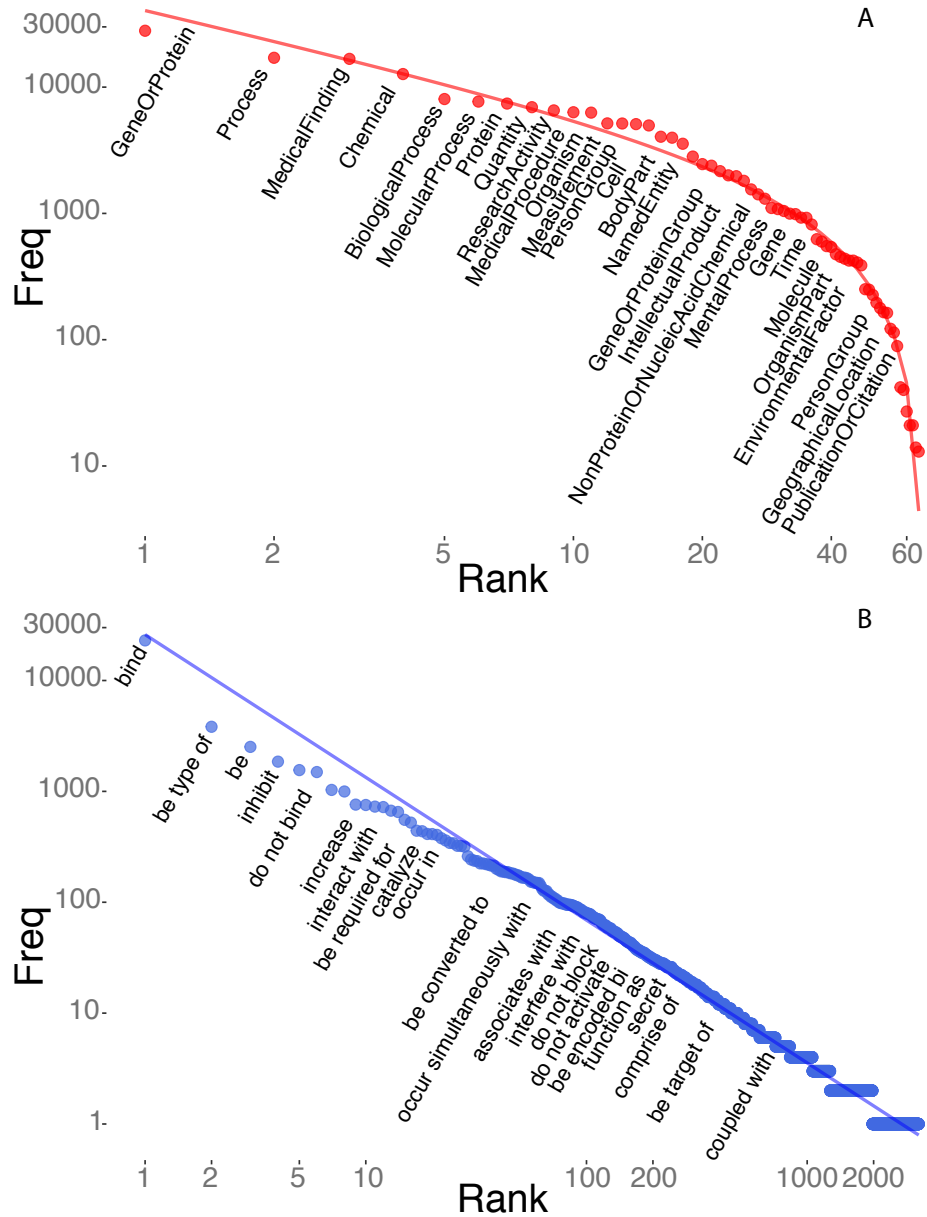 A
30000
10000
1000
100
10
Freq
GeneOrProtein
Process
MedicalFinding
Chemical
BiologicalProcess
MolecularProcess
Protein
Quantity
ResearchActivity
MedicalProcedure
Organism
Measurement
PersonGroup
Cell
BodyPart
NamedEntity
GeneOrProteinGroup
IntellectualProduct
NonProteinOrNucleicAcidChemical
MentalProcess
Gene
Time
Molecule
OrganismPart
EnvironmentalFactor
PersonGroup
GeographicalLocation
PublicationOrCitation
1 2 5 10 20 40 60
Rank
B
30000
10000
1000
100
10
1
Freq
bind
be type of
be
inhibit
do not bind
increase
interact with
be required for
catalyze
occur in
be converted to
occur simultaneously with
associates with
interfere with
do not block
do not activate
be encoded bi
function as
secret
comprise of
be target of
coupled with
1 2 5 10 100 200 1000 2000
Rank